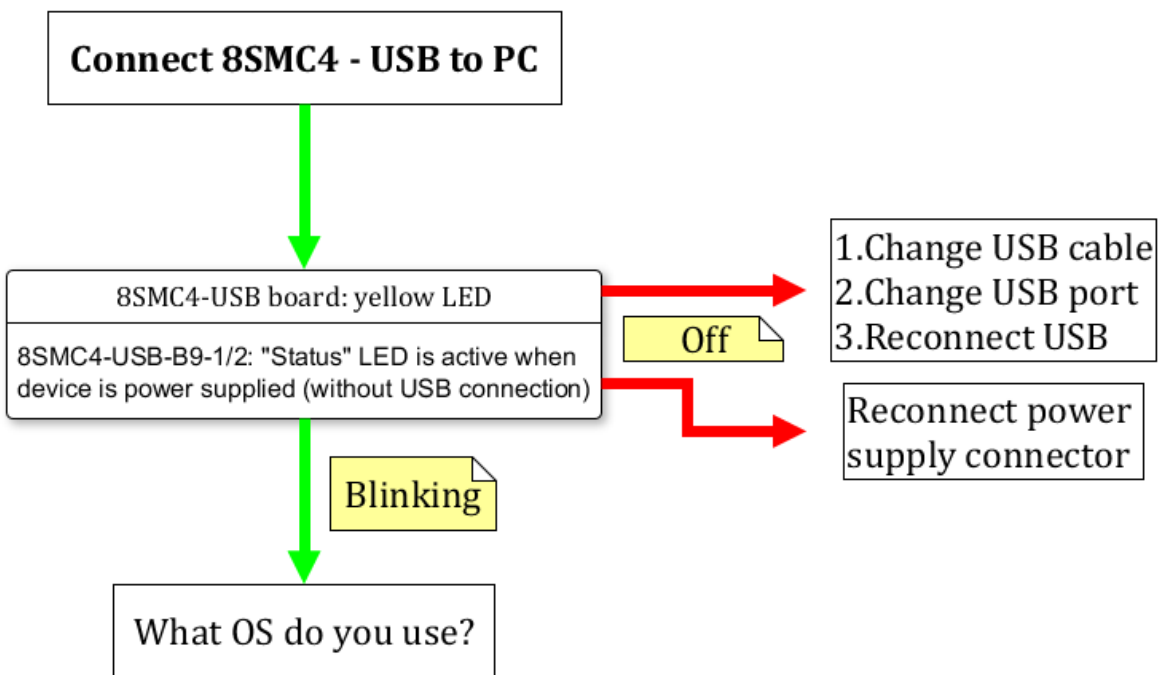 Connect 8SMC4 - USB to PC
8SMC4-USB board: yellow LED
8SMC4-USB-B9-1/2: "Status" LED is active when
device is power supplied (without USB connection)
Off
1.Change USB cable
2.Change USB port
3.Reconnect USB
Reconnect power
supply connector
Blinking
What OS do you use?